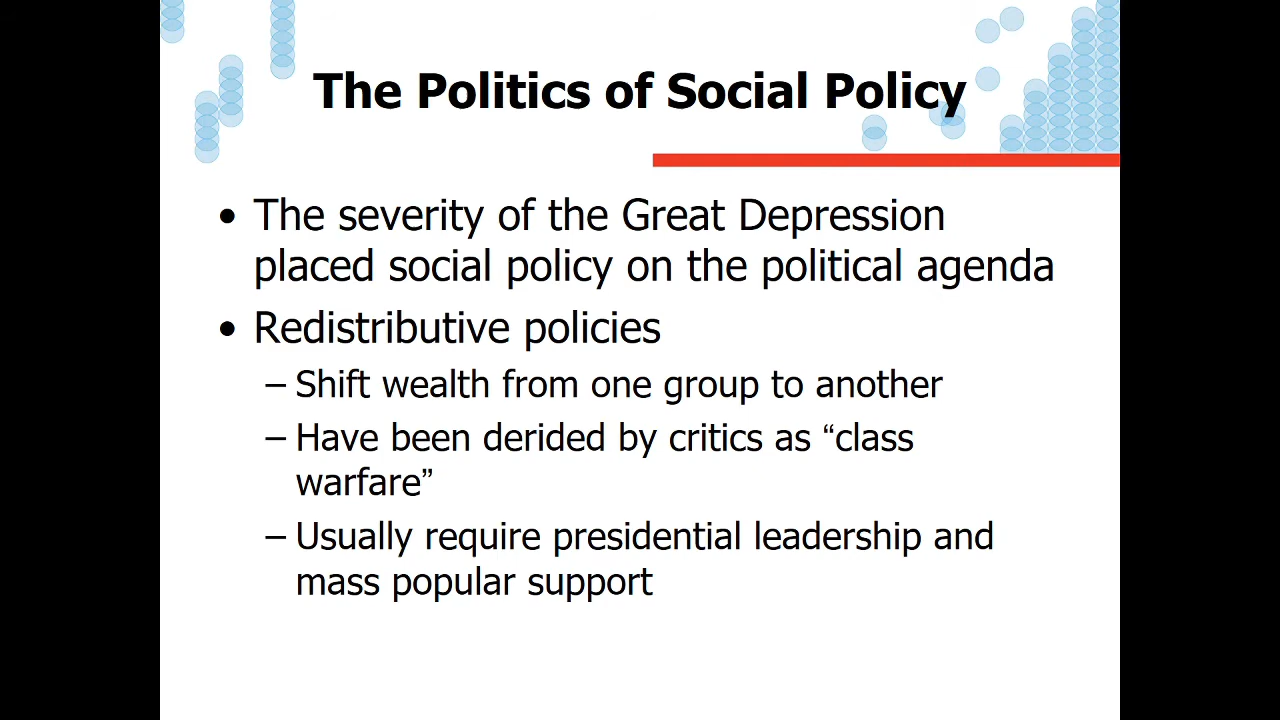 The Politics of Social Policy
• The severity of the Great Depression
placed social policy on the political agenda
• Redistributive policies
– Shift wealth from one group to another
– Have been derided by critics as “class
warfare”
– Usually require presidential leadership and
mass popular support